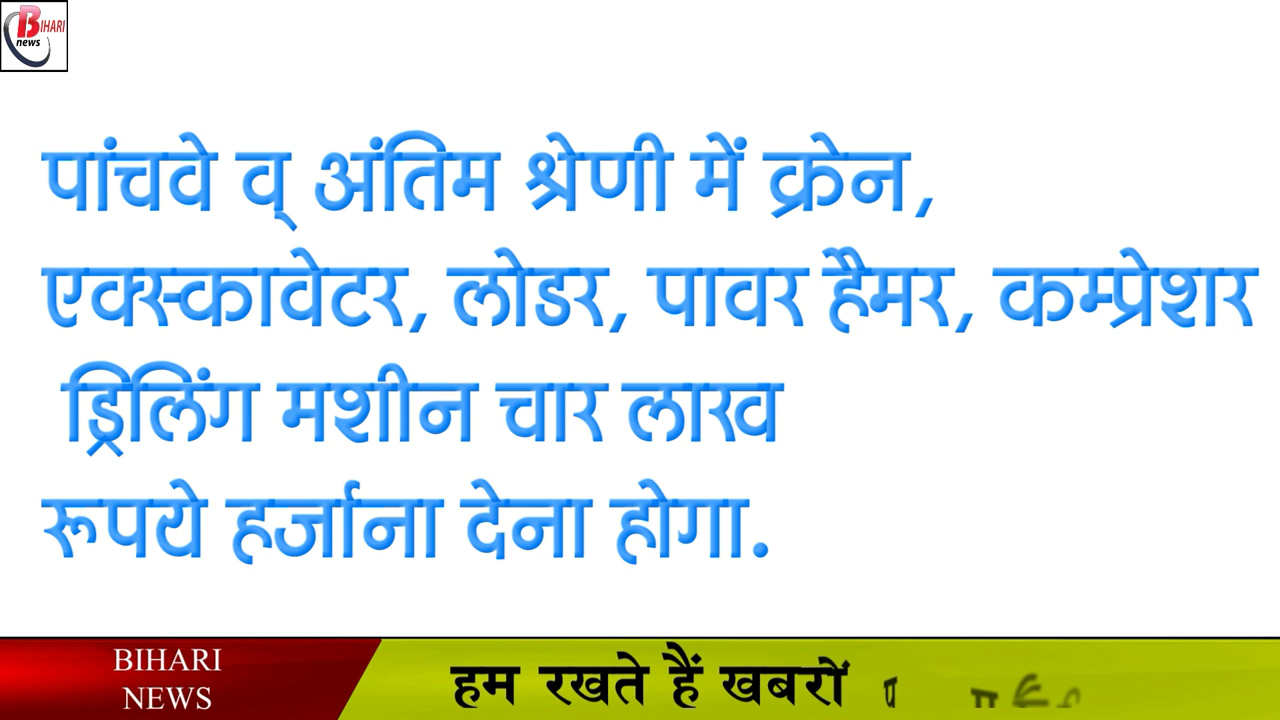 BIHARI
news
पांचवे व् अंतिम श्रेणी में क्रेन,
एक्स्कावेटर, लोडर, पावर हैमर, कम्प्रेशर
ड्रिलिंग मशीन चार लाख
रूपये हर्जाना देना होगा.
BIHARI
NEWS
हम रखते हैं खबरों